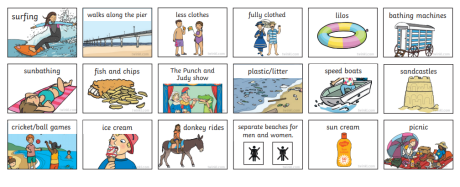 surfing
walks along the pier
less clothes
fully clothed
lilos
bathing machines
sunbathing
fish and chips
The Punch and
Judy show
plastic/litter
speed boats
sandcastles
cricket/ball games
ice cream
donkey rides
separate beaches for
men and women.
sun cream
picnic